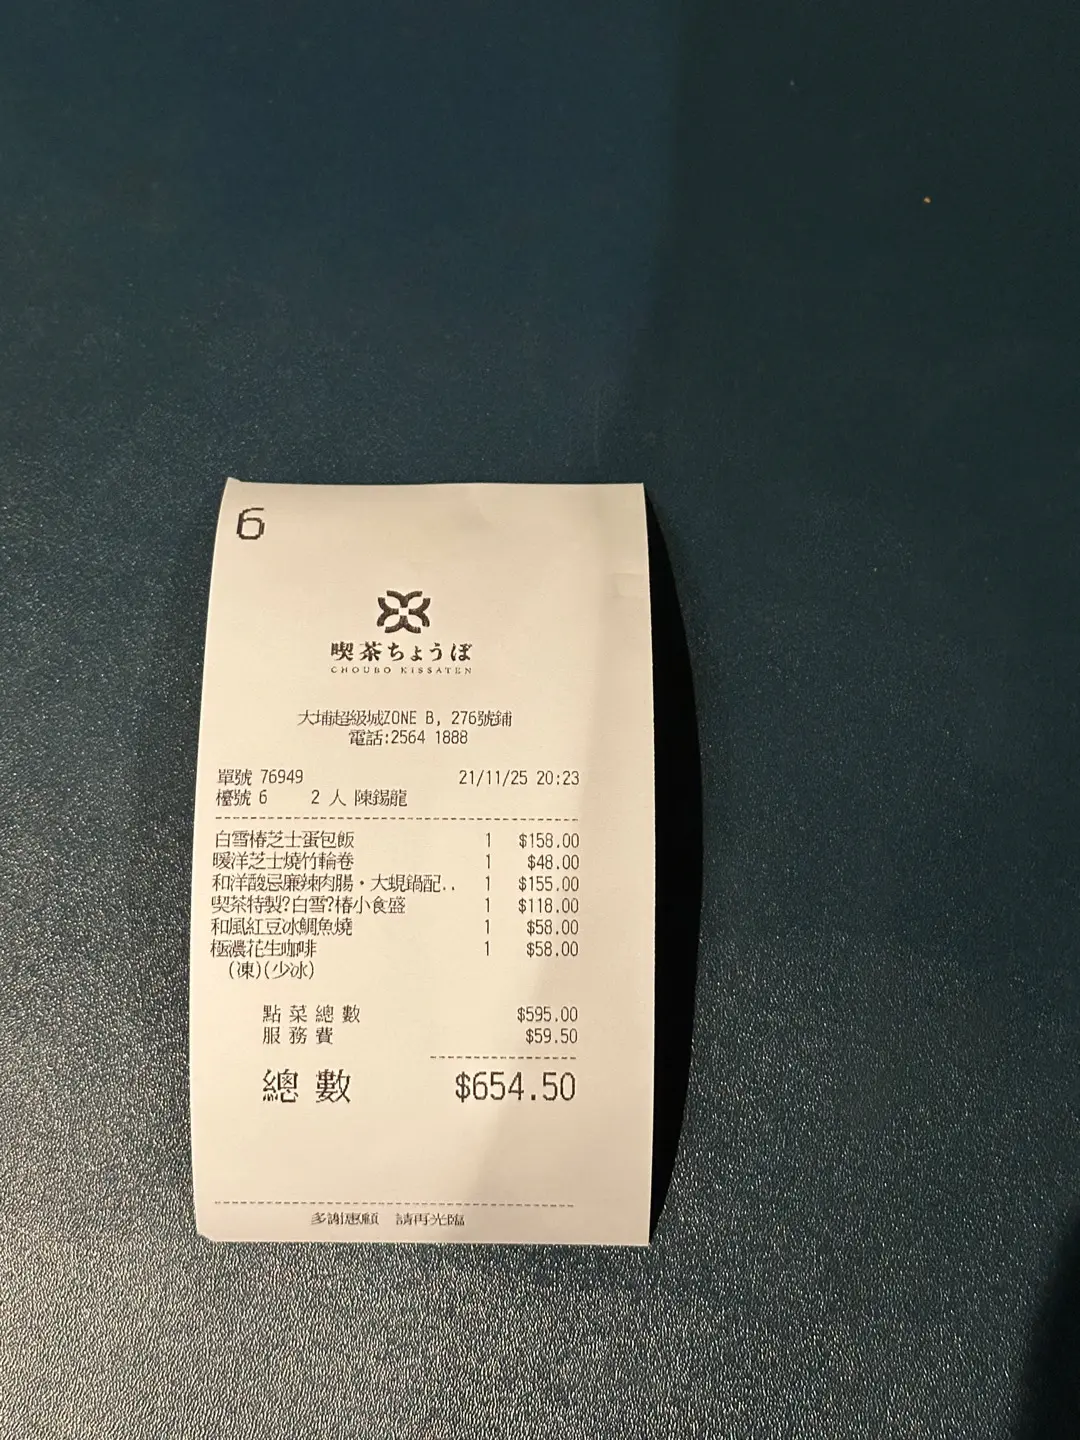 6
喫茶ちょうぼ
CHOUBO KISSATEN
大埔超級城ZONE B, 276號鋪
電話:2564 1888
單號 76949 21/11/25 20:23
檯號 6 2 人 陳錫龍
白雪椿芝士蛋包飯 1 $158.00
暖洋芝士燒竹輪卷 1 $48.00
和洋酸忌廉辣肉腸・大蜆鍋配.. 1 $155.00
喫茶特製?白雪?椿小食盛 1 $118.00
和風紅豆冰鯛魚燒 1 $58.00
極濃花生咖啡 1 $58.00
(凍)(少冰)
點菜總數 $595.00
服務費 $59.50
總數 $654.50
多謝惠顧 請再光臨